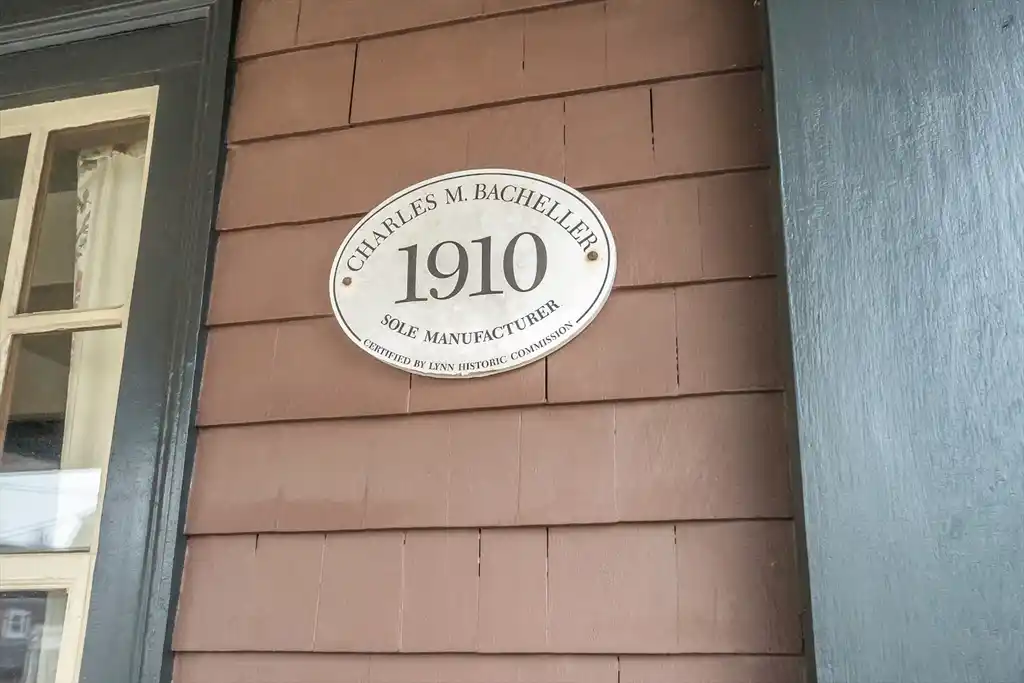 CHARLES M. BACHELLER
1910
SOLE MANUFACTURER
CERTIFIED BY LYNN HISTORIC COMMISSION